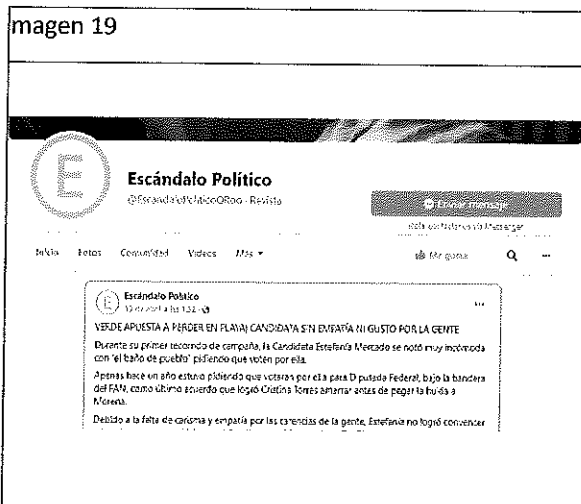 magen 19
E
Escándalo Político
@EscandaloPoliticoQRoo · Revista
Enviar mensaje
Inicio Fotos Comunidad Videos Más
Me gusta
E
Escándalo Político
VERDE APUESTA A PERDER EN PLAYA; CANDIDATA SIN EMPATÍA NI GUSTO POR LA GENTE
Durante su primer recorrido de campaña, la Candidata Estefanía Mercado se notó muy incómoda
con "el baño de pueblo" pidiendo que voten por ella.
Apenas hace un año estuvo pidiendo que votaran por ella para Diputada Federal, bajo la bandera
del PAN, como último acuerdo que logró Cristina Torres amarrar antes de pegar la huida a
Morena.
Debido a la falta de carisma y empatía por las carencias de la gente, Estefanía no logró convencer